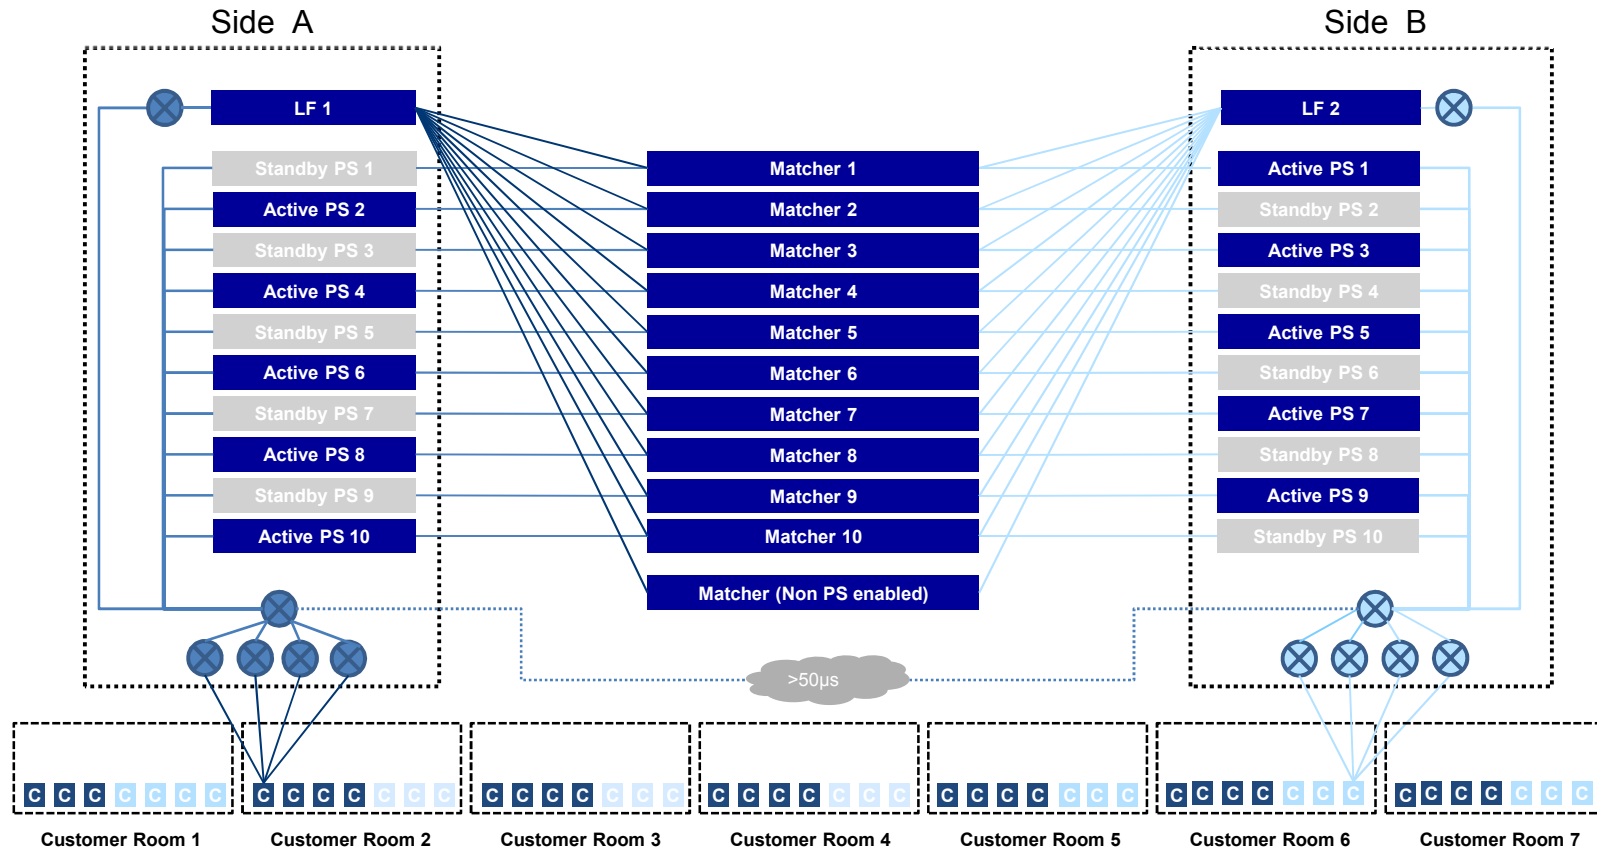 Side A
Side B
LF 1
LF 2
Standby PS 1
Matcher 1
Active PS 1
Active PS 2
Matcher 2
Standby PS 2
Standby PS 3
Matcher 3
Active PS 3
Active PS 4
Matcher 4
Standby PS 4
Standby PS 5
Matcher 5
Active PS 5
Active PS 6
Matcher 6
Standby PS 6
Standby PS 7
Matcher 7
Active PS 7
Active PS 8
Matcher 8
Standby PS 8
Standby PS 9
Matcher 9
Active PS 9
Active PS 10
Matcher 10
Standby PS 10
Matcher (Non PS enabled)
>50µs
C C C C C C C
C C C C C C C
C C C C C C C
C C C C C C C
C C C C C C C
C C C C C C C
C C C C C C C
Customer Room 1
Customer Room 2
Customer Room 3
Customer Room 4
Customer Room 5
Customer Room 6
Customer Room 7